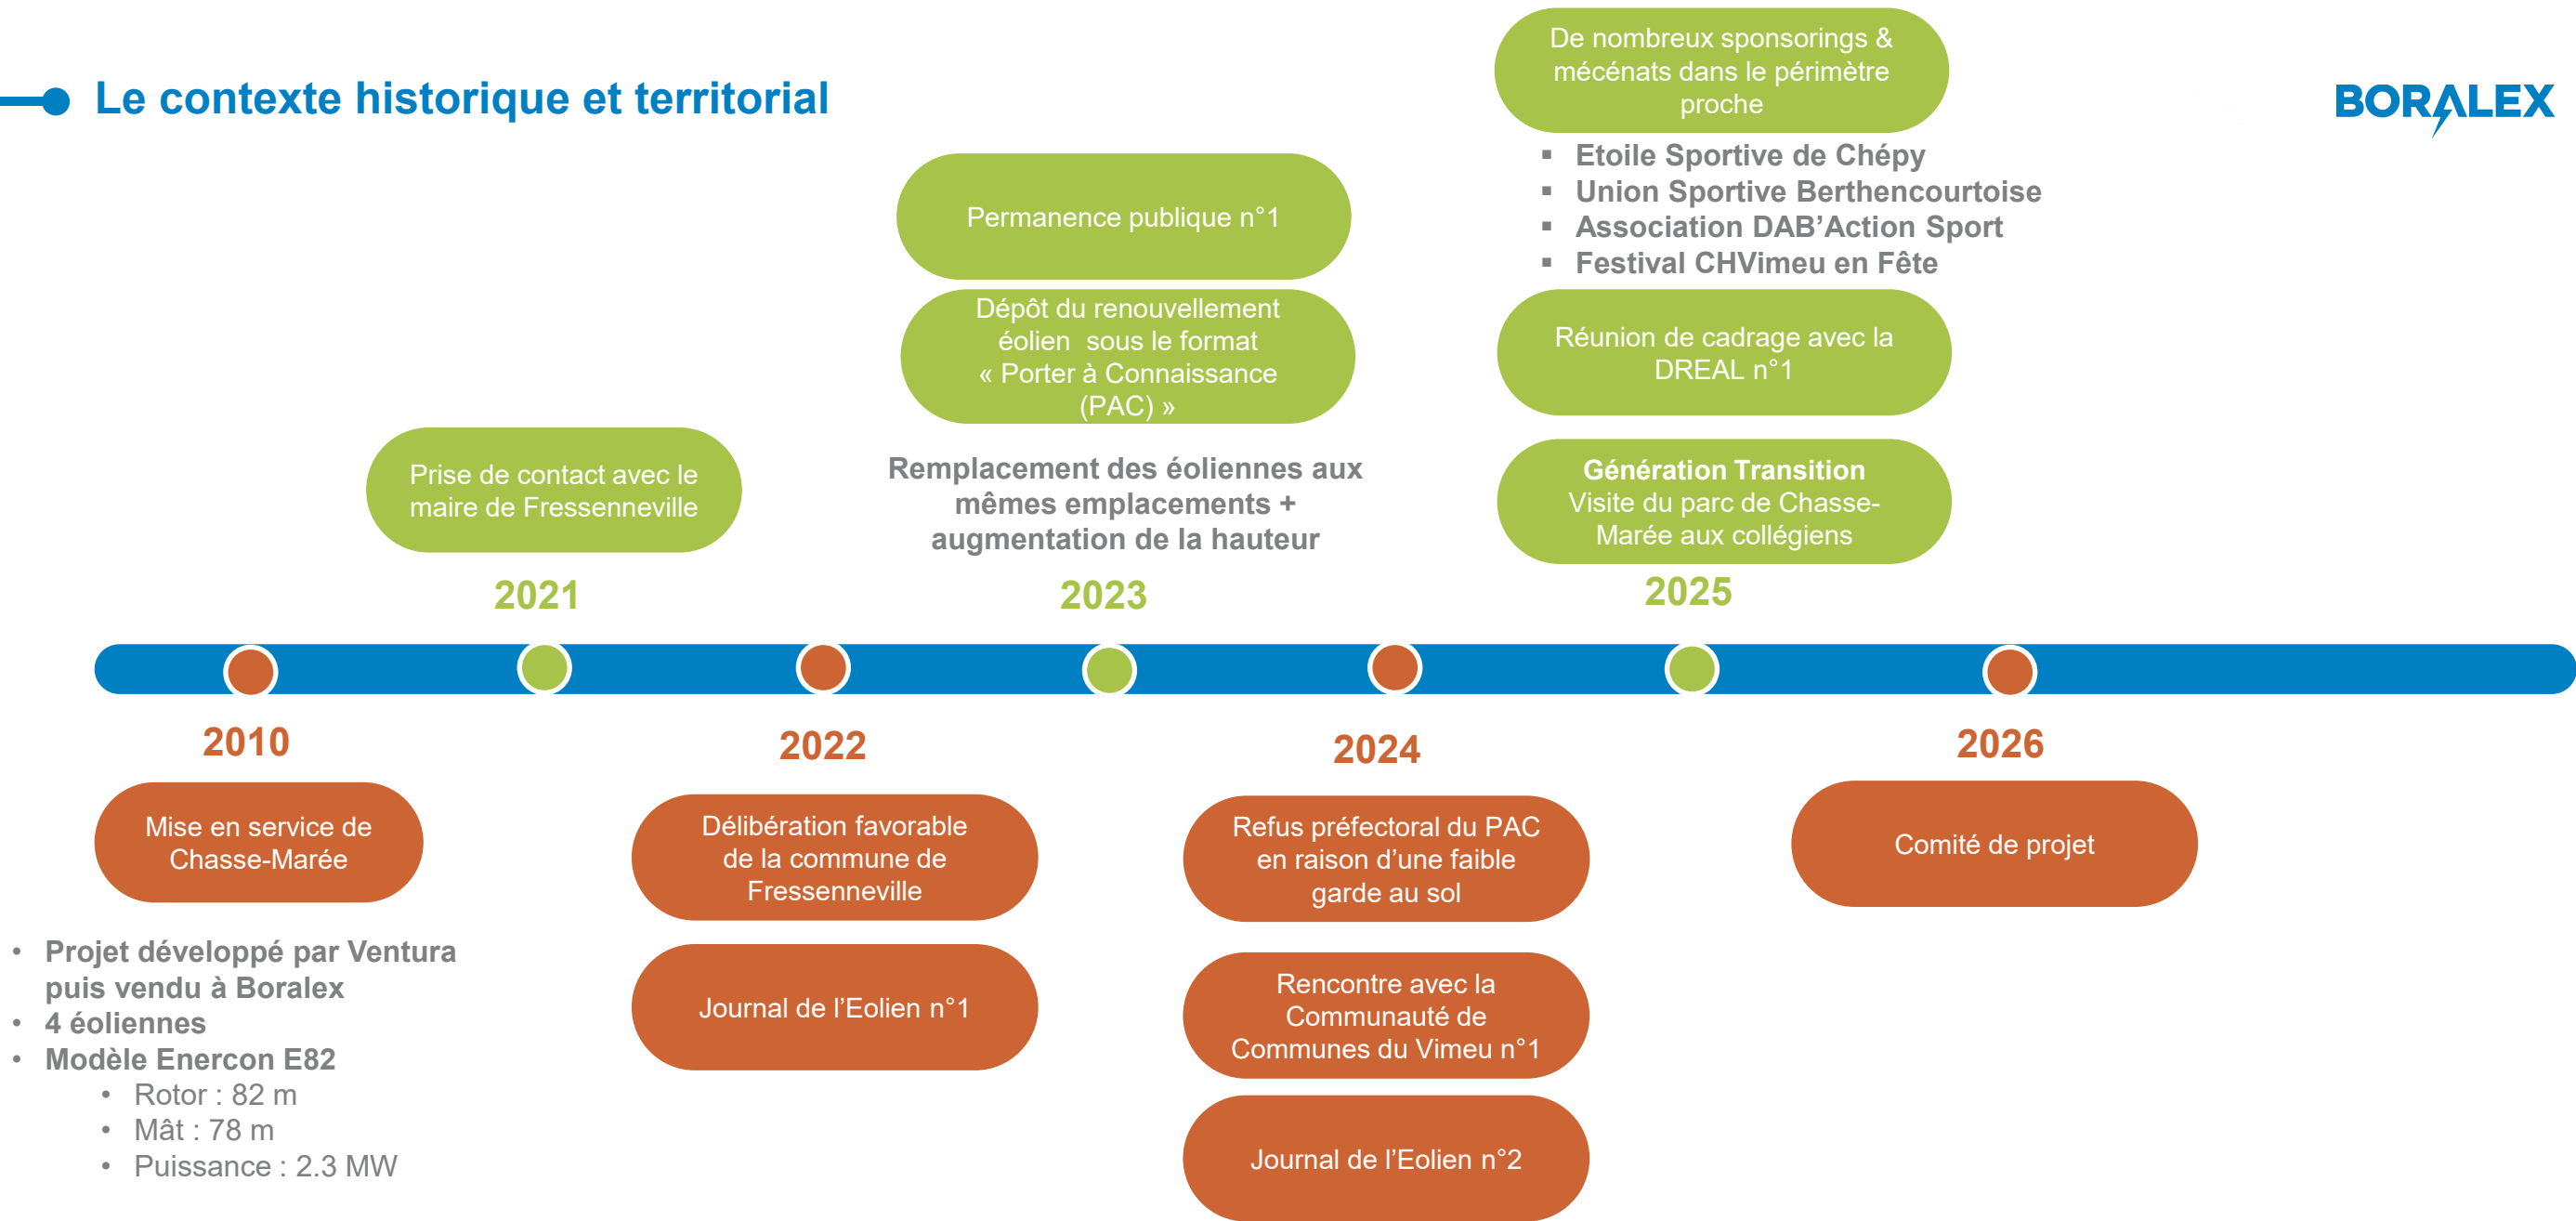 Le contexte historique et territorial
BORALEX
De nombreux sponsorings &
mécénats dans le périmètre
proche
▪ Etoile Sportive de Chépy
▪ Union Sportive Berthencourtoise
▪ Association DAB’Action Sport
▪ Festival CHVimeu en Fête
Permanence publique n°1
Dépôt du renouvellement
éolien sous le format
« Porter à Connaissance
(PAC) »
Remplacement des éoliennes aux
mêmes emplacements +
augmentation de la hauteur
Réunion de cadrage avec la
DREAL n°1
Génération Transition
Visite du parc de Chasse-
Marée aux collégiens
Prise de contact avec le
maire de Fressenneville
2021
2023
2025
2010
2022
2024
2026
Mise en service de
Chasse-Marée
• Projet développé par Ventura
puis vendu à Boralex
• 4 éoliennes
• Modèle Enercon E82
• Rotor : 82 m
• Mât : 78 m
• Puissance : 2.3 MW
Délibération favorable
de la commune de
Fressenneville
Journal de l’Eolien n°1
Refus préfectoral du PAC
en raison d’une faible
garde au sol
Rencontre avec la
Communauté de
Communes du Vimeu n°1
Journal de l’Eolien n°2
Comité de projet